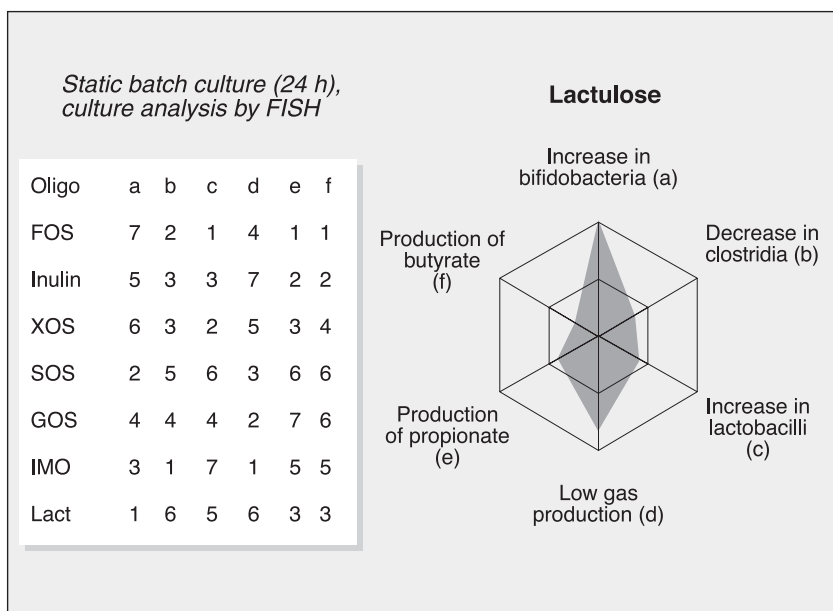 Static batch culture (24 h),
culture analysis by FISH
Oligo a b c d e f
FOS 7 2 1 4 1 1
Inulin 5 3 3 7 2 2
XOS 6 3 2 5 3 4
SOS 2 5 6 3 6 6
GOS 4 4 4 2 7 6
IMO 3 1 7 1 5 5
Lact 1 6 5 6 3 3
Lactulose
Increase in
bifidobacteria (a)
Decrease in
clostridia (b)
Increase in
lactobacilli
(c)
Low gas
production (d)
Production
of propionate
(e)
Production of
butyrate
(f)